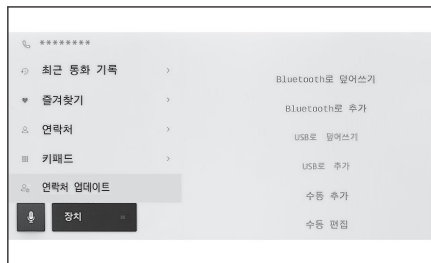 ********
최근 통화 기록
즐겨찾기
연락처
키패드
연락처 업데이트
장치
Bluetooth로 덮어쓰기
Bluetooth로 추가
USB로 덮어쓰기
USB로 추가
수동 추가
수동 편집